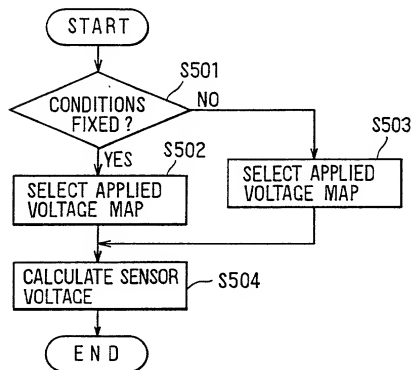 START
S501
CONDITIONS
FIXED?
NO
YES
S502
S503
SELECT APPLIED
VOLTAGE MAP
SELECT APPLIED
VOLTAGE MAP
CALCULATE SENSOR
VOLTAGE
S504
END